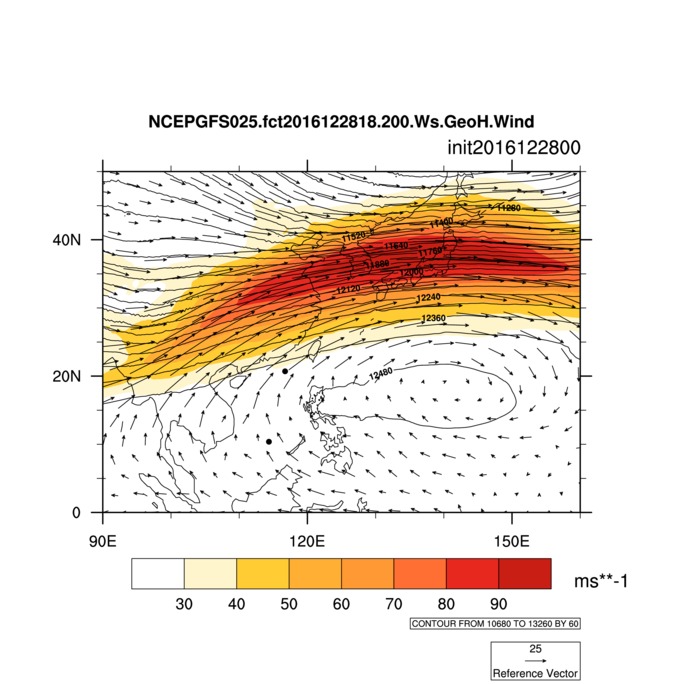 NCEPGFS025.fct2016122818.200.Ws.GeoH.Wind
init2016122800
11280
11400
11520
11640
11760
11880
12000
40N
12120
12240
12360
12480
20N
0
90E 120E 150E
30 40 50 60 70 80 90
ms**-1
CONTOUR FROM 10680 TO 13260 BY 60
25
Reference Vector